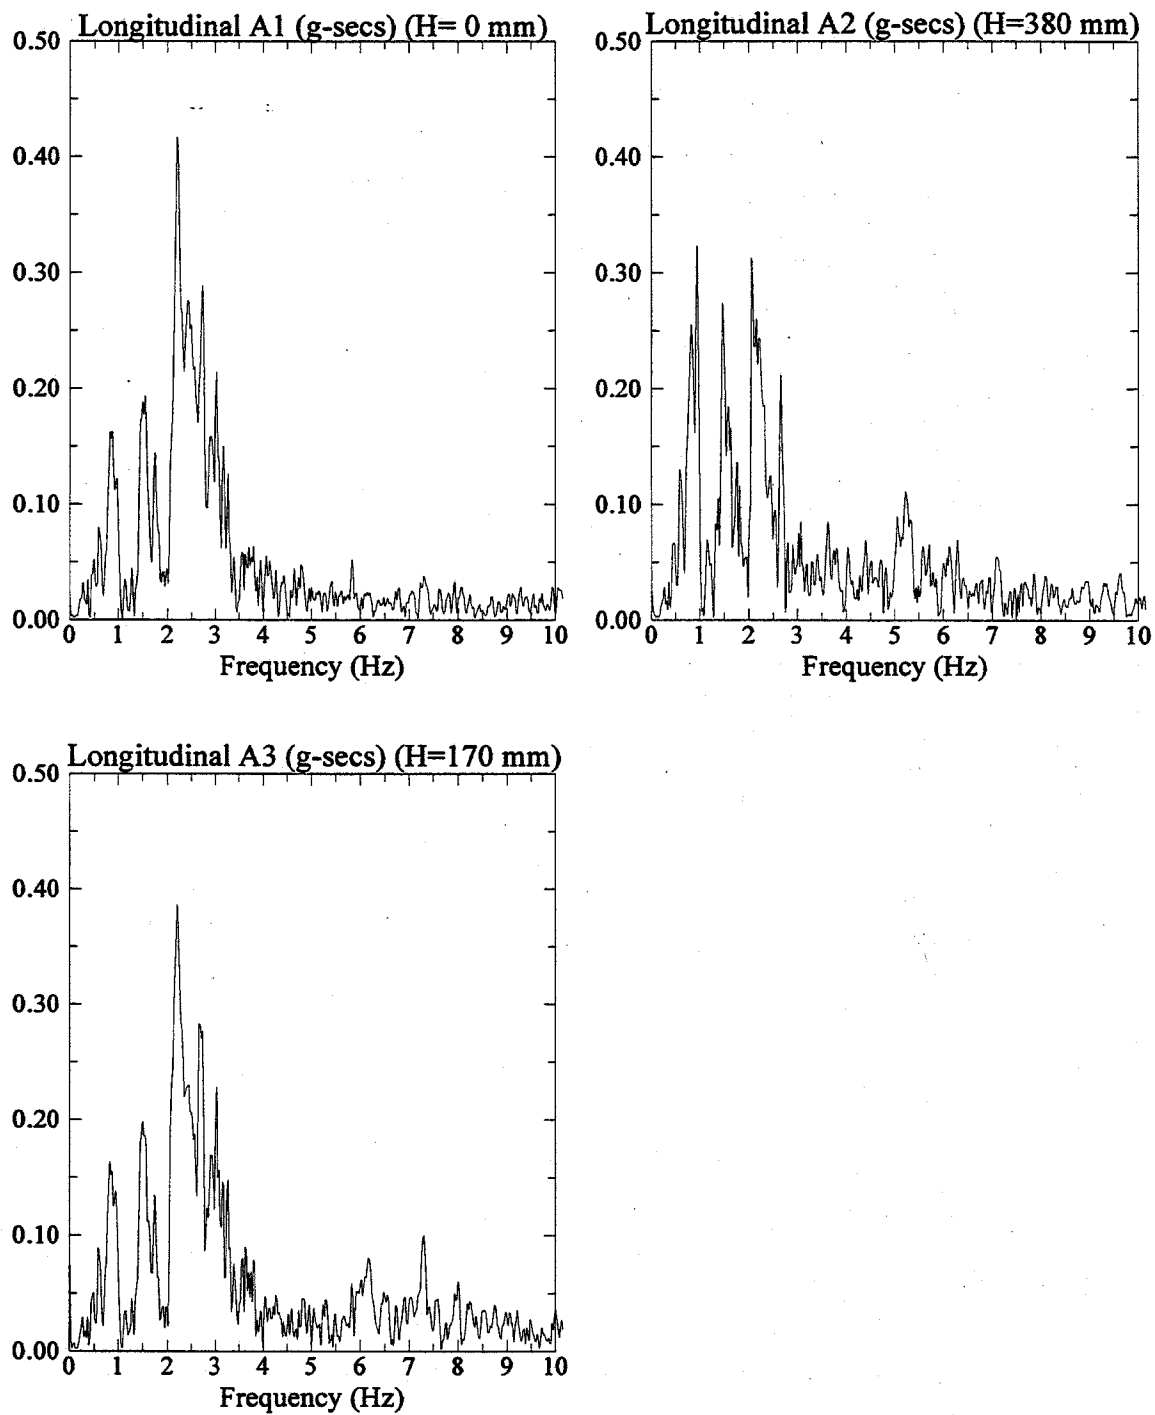 Longitudinal A1 (g-secs) (H= 0 mm)
0.50
0.40
0.30
0.20
0.10
0.00
0 1 2 3 4 5 6 7 8 9 10
Frequency (Hz)
Longitudinal A2 (g-secs) (H=380 mm)
0.50
0.40
0.30
0.20
0.10
0.00
0 1 2 3 4 5 6 7 8 9 10
Frequency (Hz)
Longitudinal A3 (g-secs) (H=170 mm)
0.50
0.40
0.30
0.20
0.10
0.00
0 1 2 3 4 5 6 7 8 9 10
Frequency (Hz)